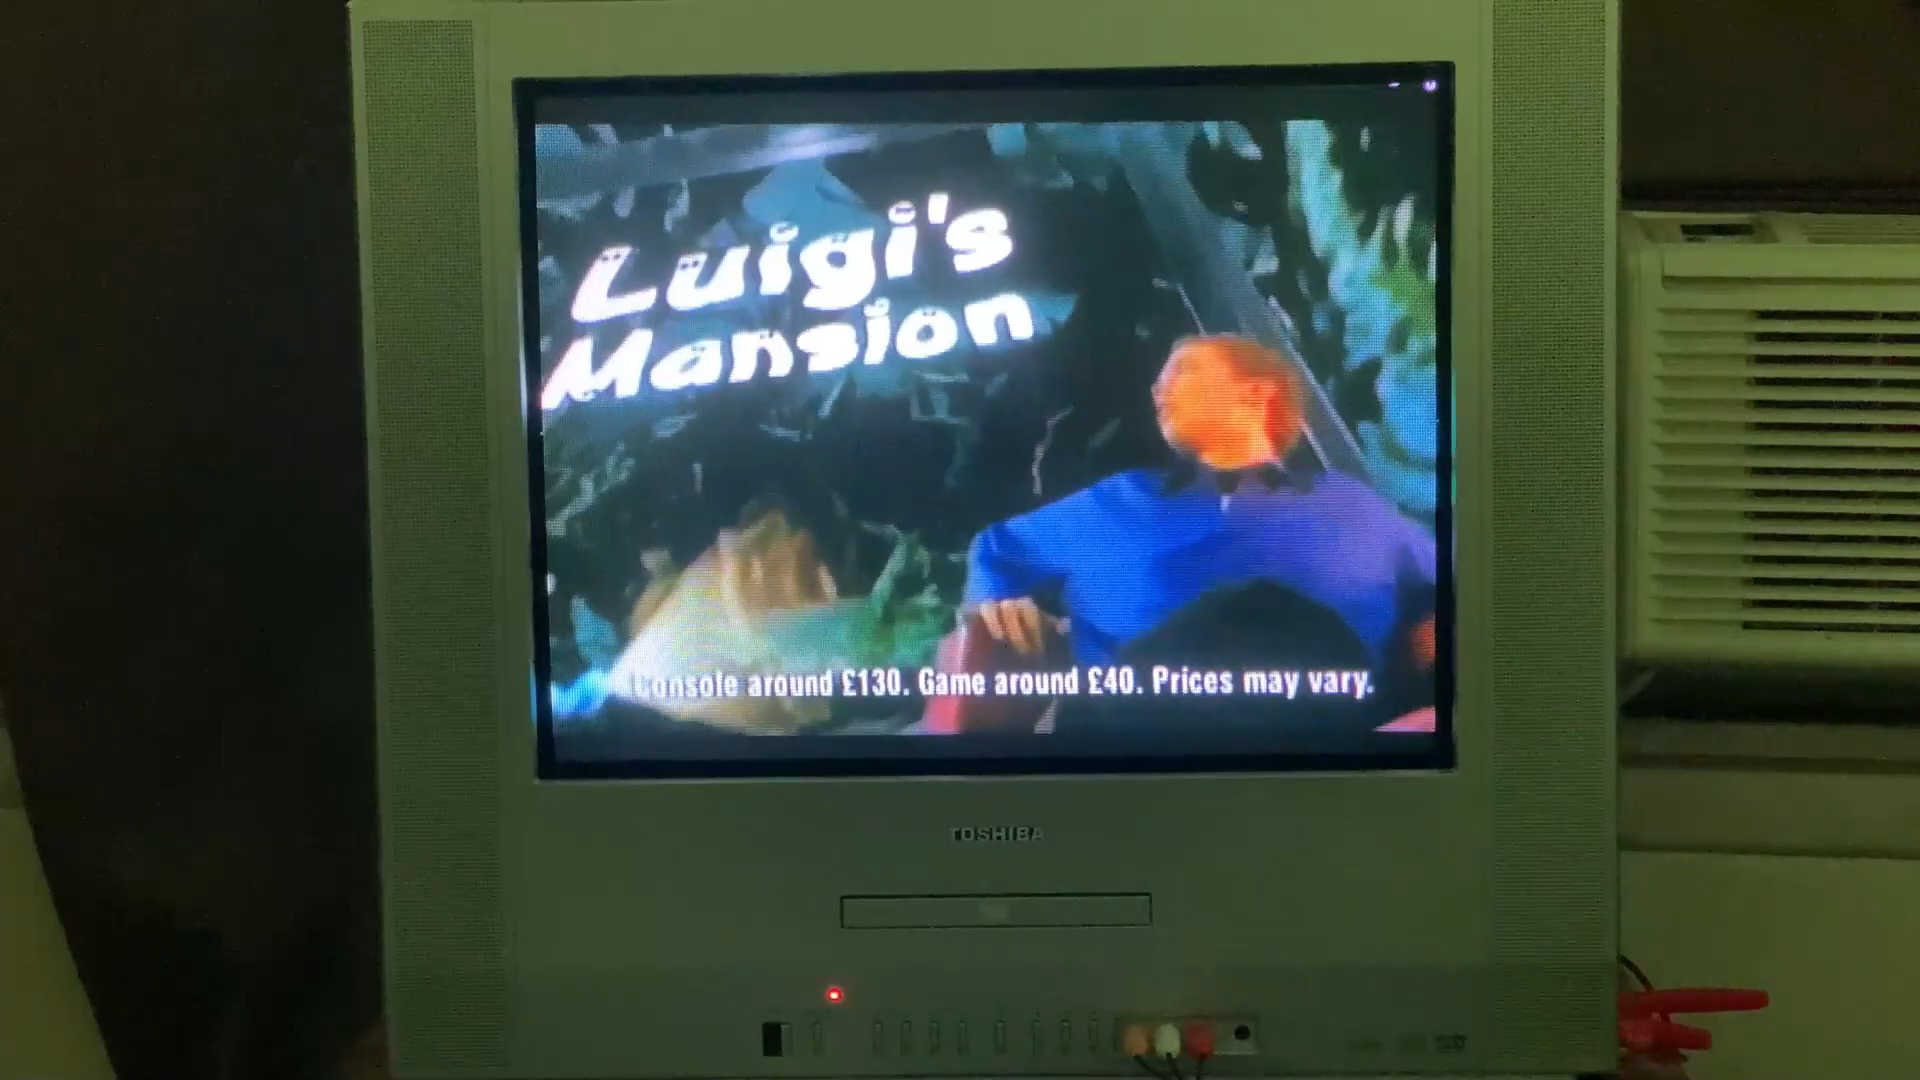 Luigi's
Mansion
Console around £130. Game around £40. Prices may vary.
TOSHIBA